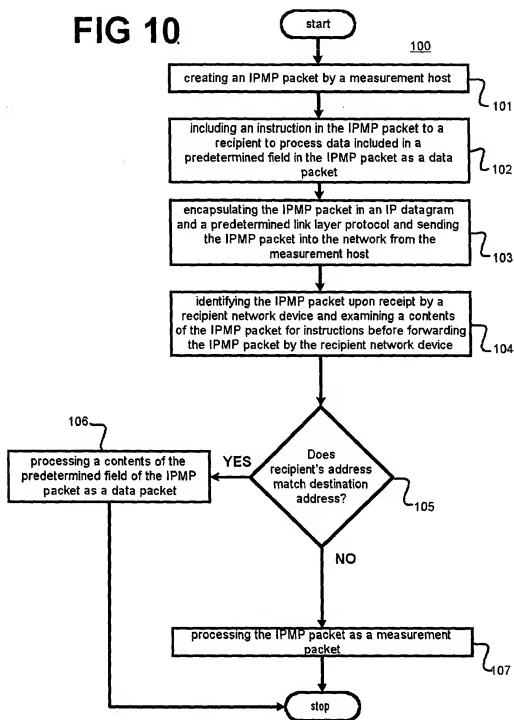 FIG 10
start
100
creating an IPMP packet by a measurement host
101
including an instruction in the IPMP packet to a
recipient to process data included in a
predetermined field in the IPMP packet as a data
packet
102
encapsulating the IPMP packet in an IP datagram
and a predetermined link layer protocol and sending
the IPMP packet into the network from the
measurement host
103
identifying the IPMP packet upon receipt by a
recipient network device and examining a contents
of the IPMP packet for instructions before forwarding
the IPMP packet by the recipient network device
104
106
processing a contents of the
predetermined field of the IPMP
packet as a data packet
YES
Does
recipient's address
match destination
address?
105
NO
processing the IPMP packet as a measurement
packet
107
stop